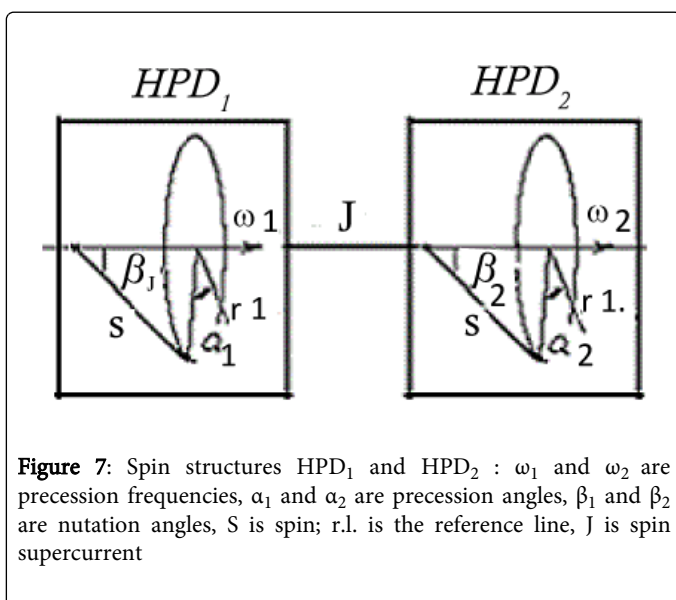 HPD1 HPD2
ω1 J ω2
βJ β2
r 1 r 1.
s s
α1 α2
Figure 7: Spin structures HPD1 and HPD2 : ω1 and ω2 are
precession frequencies, α1 and α2 are precession angles, β1 and β2
are nutation angles, S is spin; r.l. is the reference line, J is spin
supercurrent